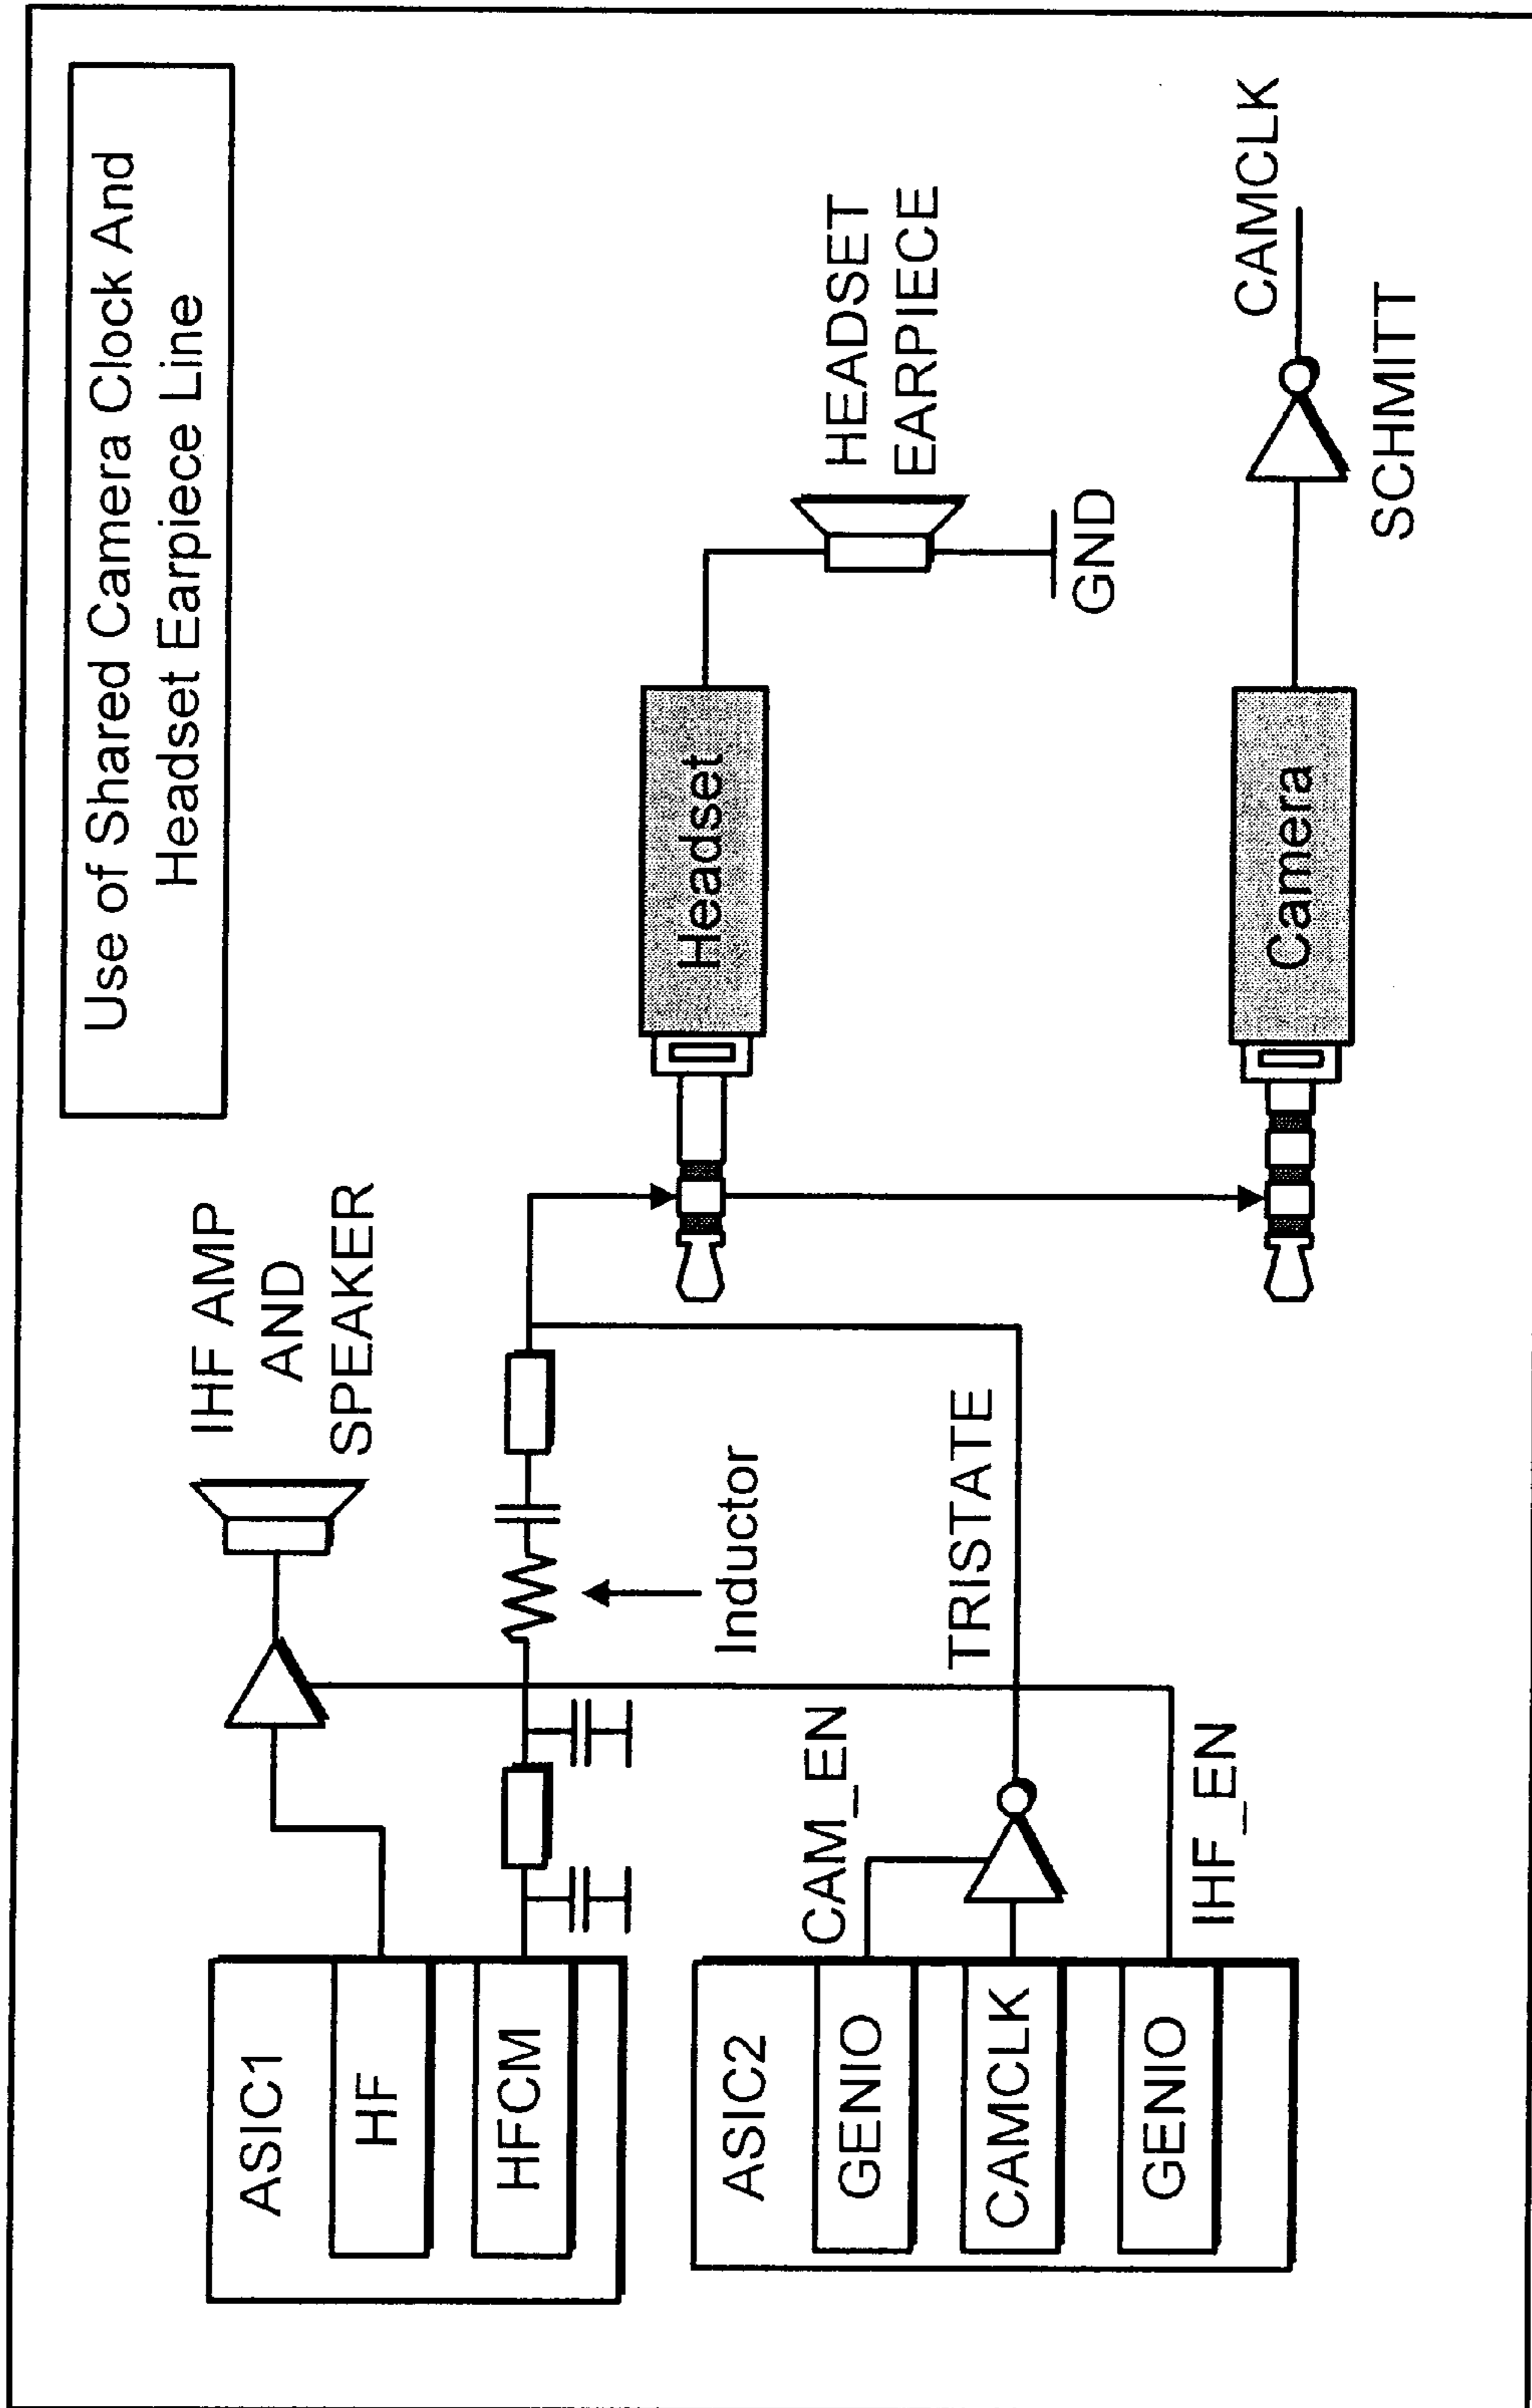 Use of Shared Camera Clock And
Headset Earpiece Line
IHF AMP
AND
SPEAKER
ASIC1
HF
HFCM
Inductor
Headset
HEADSET
EARPIECE
GND
ASIC2
GENIO
CAMCLK
GENIO
CAM_EN
TRISTATE
IHF_EN
Camera
CAMCLK
SCHMITT